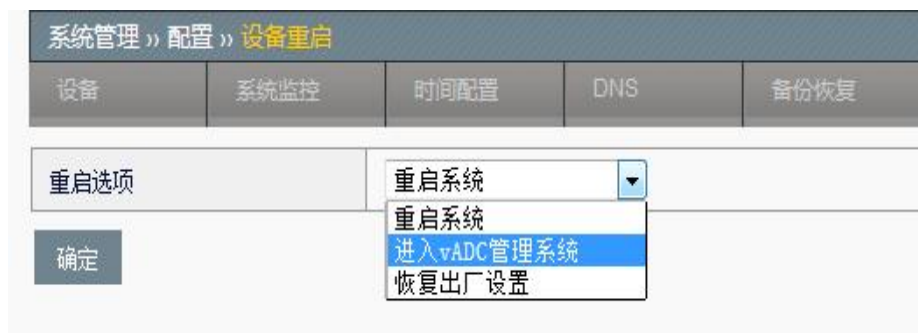 系统管理 » 配置 » 设备重启
设备 系统监控 时间配置 DNS 备份恢复
重启选项 重启系统
重启系统
进入vADC管理系统
恢复出厂设置
确定